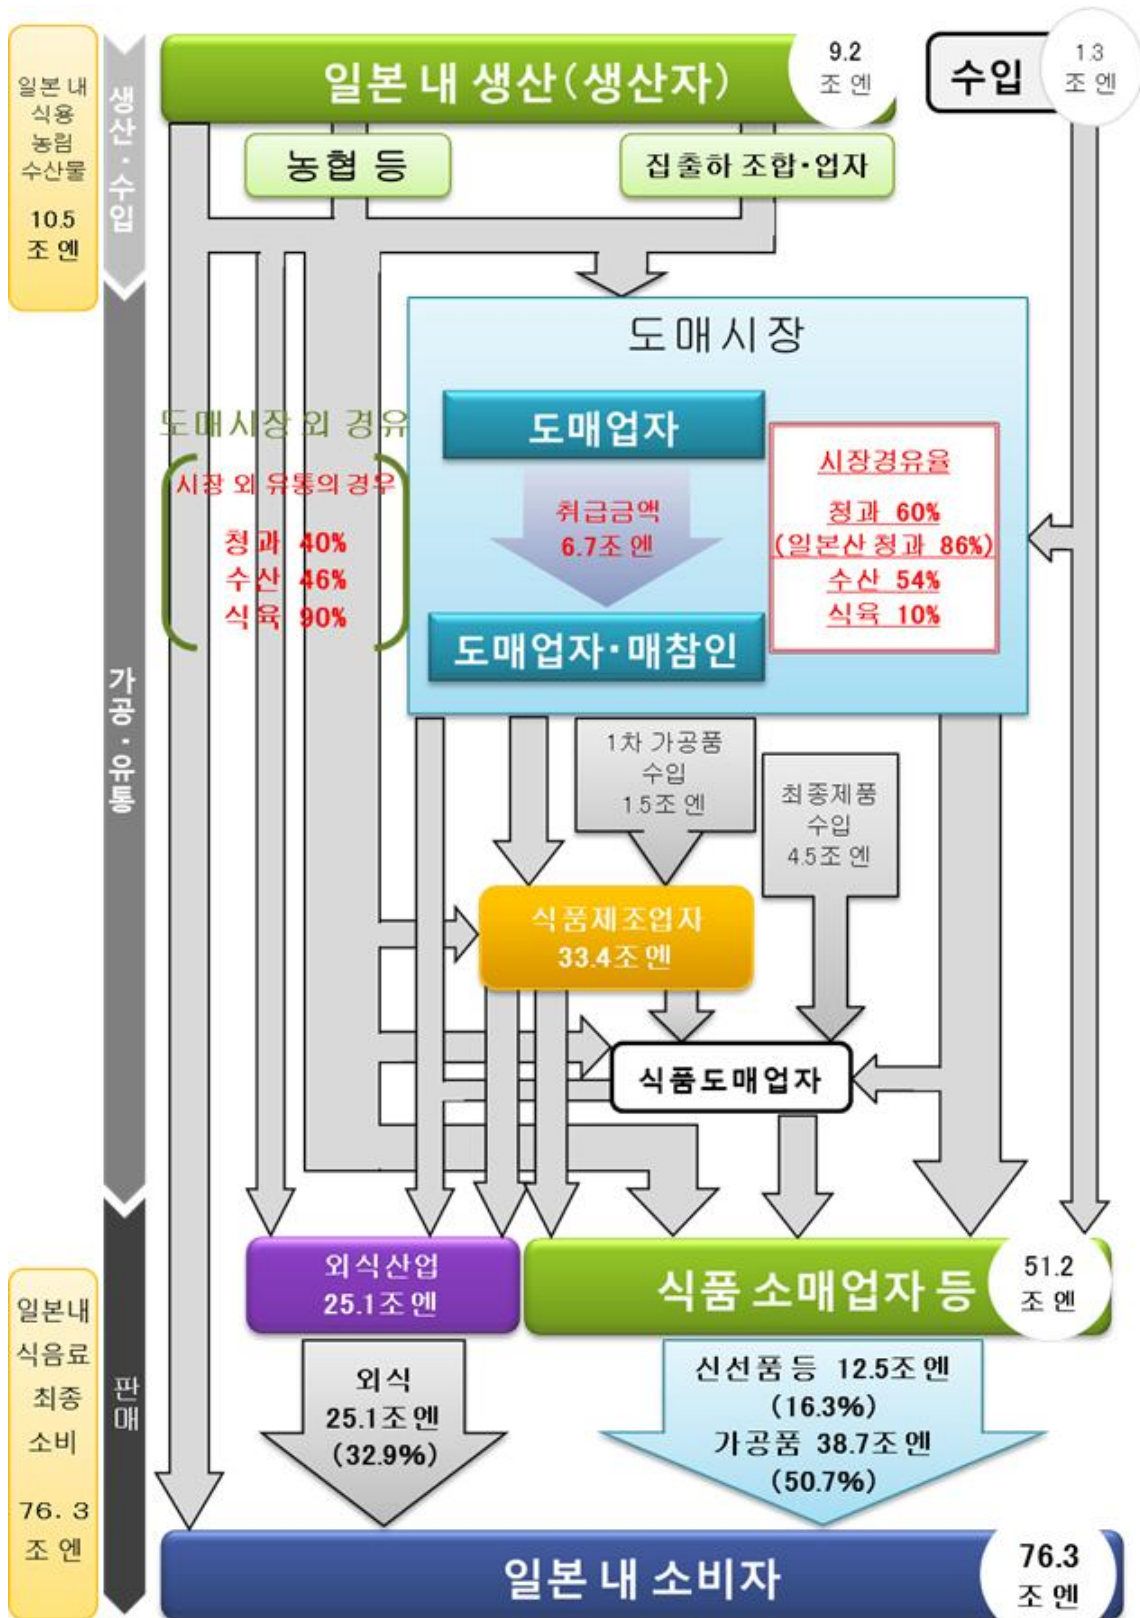 일본 내 생산(생산자)
9.2
조 엔
수입
1.3
조 엔
일본 내
식용
농림
수산물
10.5
조 엔
생산·수입
농협 등
집출하 조합·업자
도매시장
도매시장 외 경유
시장 외 유통의 경우
청과 40%
수산 46%
식육 90%
도매업자
취급금액
6.7조 엔
도매업자·매참인
시장경유율
청과 60%
(일본산 청과 86%)
수산 54%
식육 10%
가공·유통
1차 가공품
수입
1.5조 엔
최종제품
수입
4.5조 엔
식품제조업자
33.4조 엔
식품도매업자
외식산업
25.1조 엔
식품 소매업자 등
51.2
조 엔
일본내
식음료
최종
소비
76.3
조 엔
판매
외식
25.1조 엔
(32.9%)
신선품 등 12.5조 엔
(16.3%)
가공품 38.7조 엔
(50.7%)
일본 내 소비자
76.3
조 엔